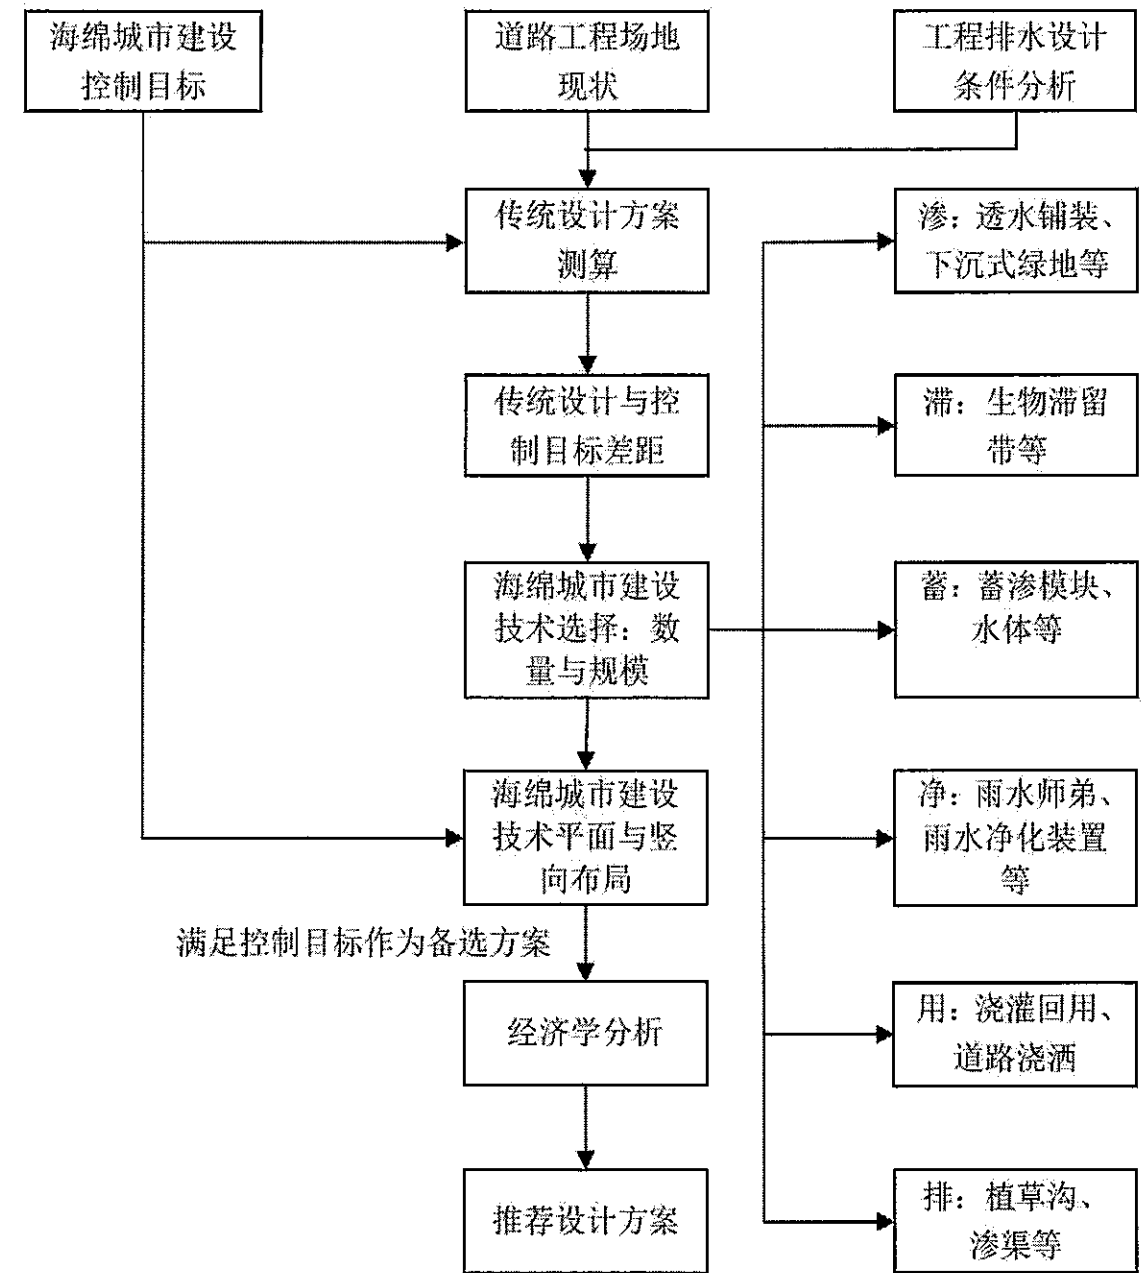 海绵城市建设
控制目标
道路工程场地
现状
工程排水设计
条件分析
传统设计方案
测算
渗：透水铺装、
下沉式绿地等
传统设计与控
制目标差距
滞：生物滞留
带等
海绵城市建设
技术选择：数
量与规模
蓄：蓄渗模块、
水体等
海绵城市建设
技术平面与竖
向布局
净：雨水师弟、
雨水净化装置
等
满足控制目标作为备选方案
经济学分析
用：浇灌回用、
道路浇洒
推荐设计方案
排：植草沟、
渗渠等